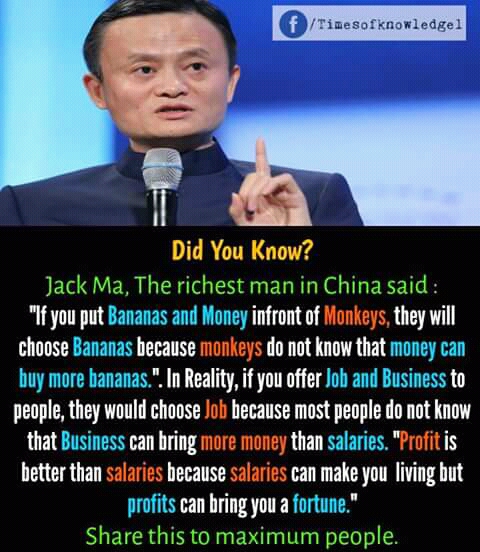 f /Timesofknowledge1
Did You Know?
Jack Ma, The richest man in China said :
"If you put Bananas and Money infront of Monkeys, they will
choose Bananas because monkeys do not know that money can
buy more bananas.". In Reality, if you offer Job and Business to
people, they would choose Job because most people do not know
that Business can bring more money than salaries. "Profit is
better than salaries because salaries can make you living but
profits can bring you a fortune."
Share this to maximum people.